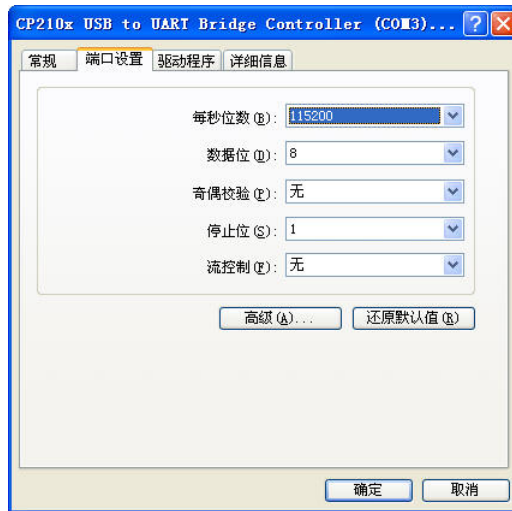 CP210x USB to UART Bridge Controller (COM3)...
常规 端口设置 驱动程序 详细信息
每秒位数(B): 115200
数据位(D): 8
奇偶校验(P): 无
停止位(S): 1
流控制(F): 无
高级(A)... 还原默认值(R)
确定 取消